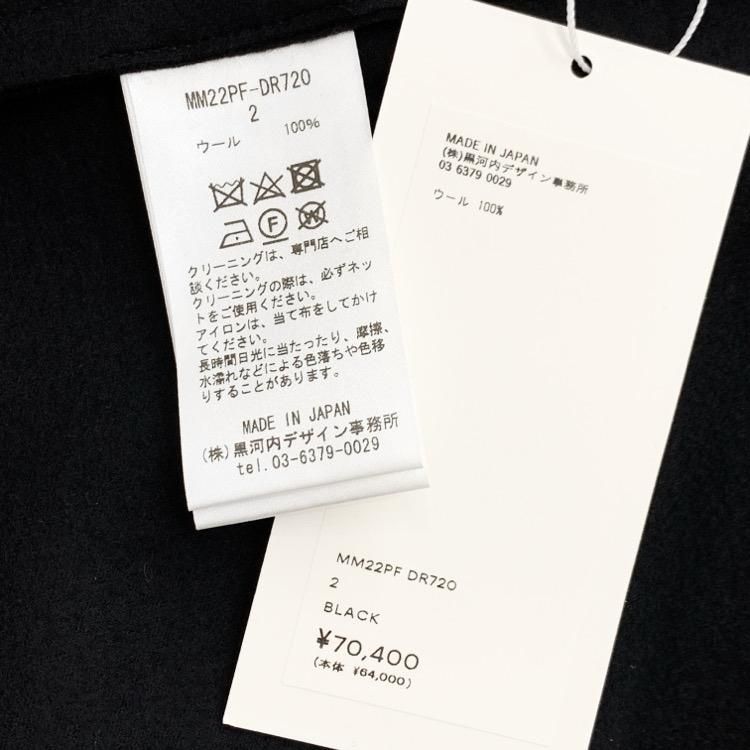 MM22PF-DR720
2
ウール 100%
F
W
クリーニングは、専門店へご相
談ください。
クリーニングの際は、必ずネッ
トをご使用ください。
アイロンは、当て布をしてかけ
てください。
長時間日光に当たったり、摩擦、
水濡れなどによる色落ちや色移
りすることがあります。
MADE IN JAPAN
(株)黒河内デザイン事務所
tel. 03-6379-0029
MADE IN JAPAN
(株)黒河内デザイン事務所
03 6379 0029
ウール 100%
MM22PF DR720
2
BLACK
¥70,400
(本体 ¥64,000)